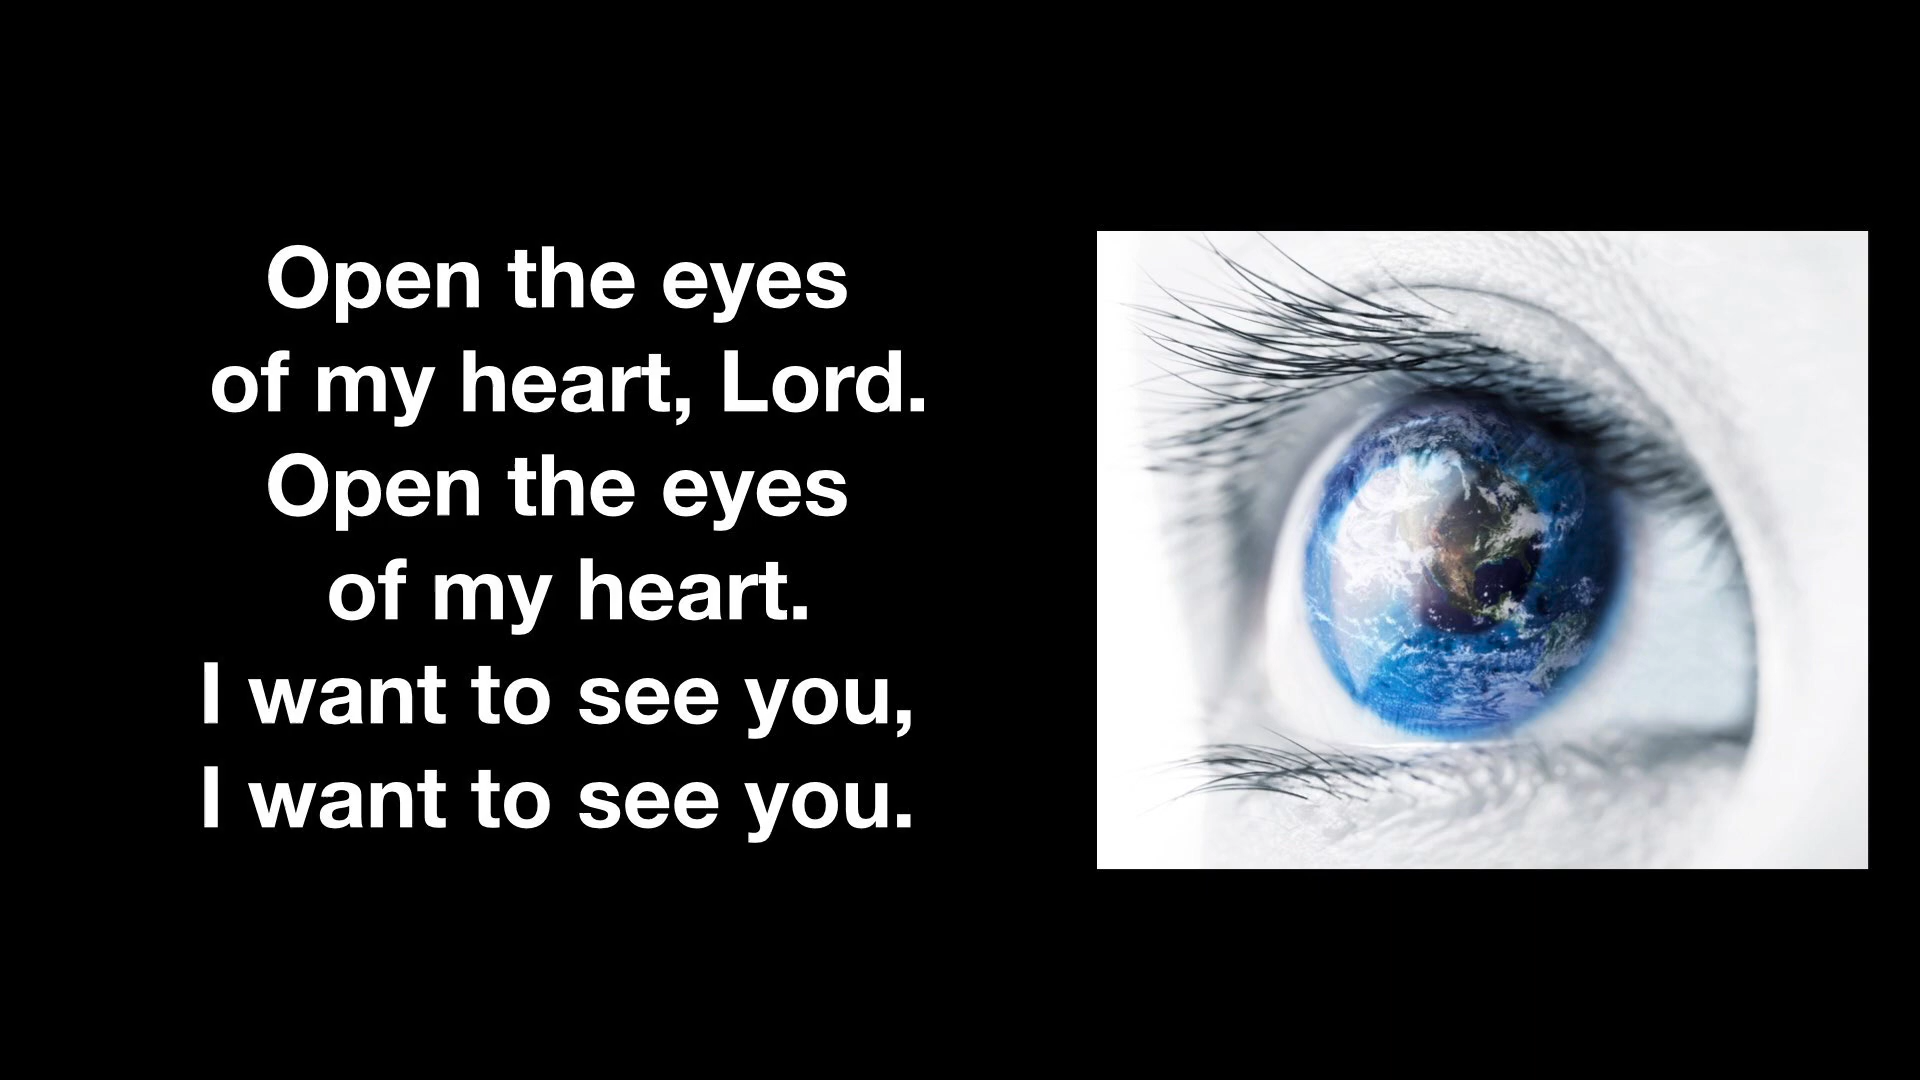 Open the eyes
of my heart, Lord.
Open the eyes
of my heart.
I want to see you,
I want to see you.